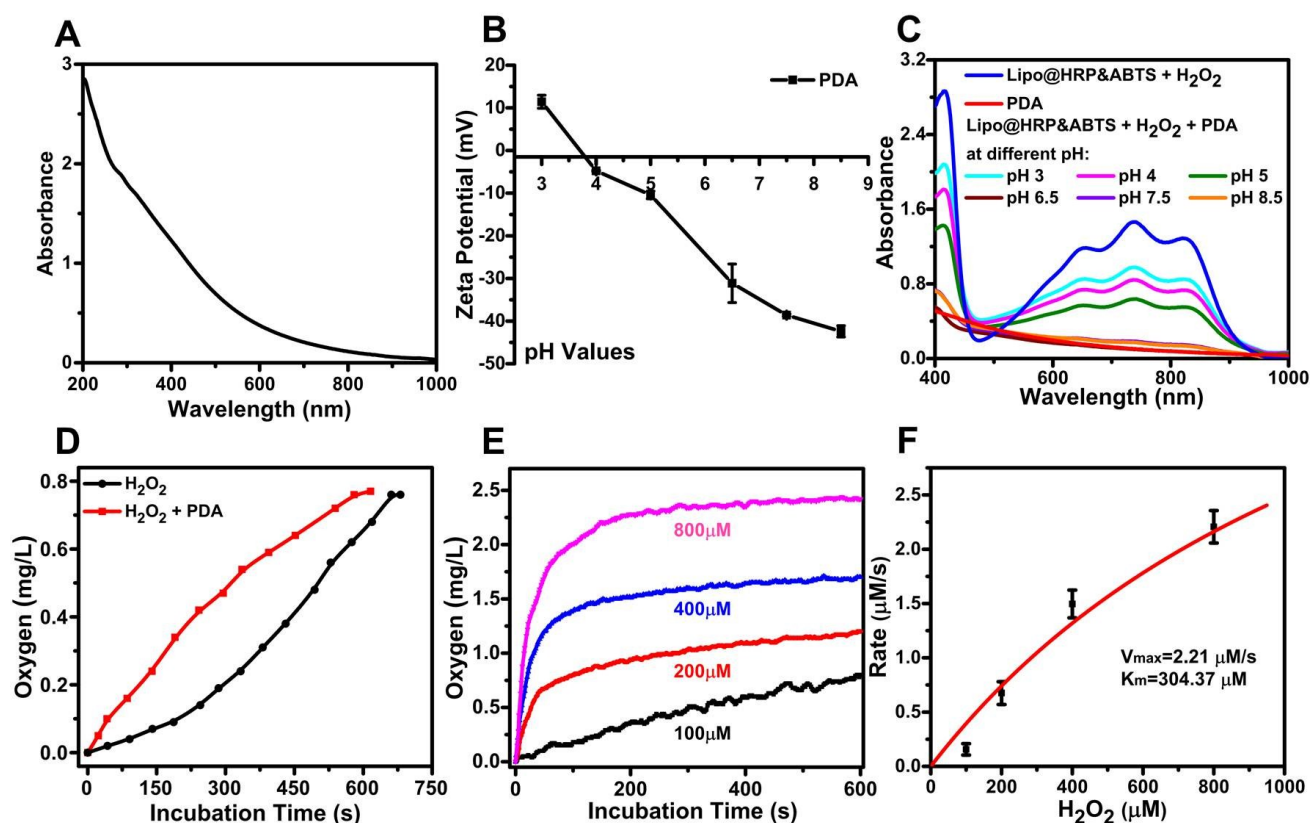 A
Absorbance
3
2
1
0
200 400 600 800 1000
Wavelength (nm)
B
Zeta Potential (mV)
20
10
0
-10
-20
-30
-40
-50
PDA
3 4 5 6 7 8 9
pH Values
C
Absorbance
3.2
2.4
1.6
0.8
0.0
Lipo@HRP&ABTS + H₂O₂
PDA
Lipo@HRP&ABTS + H₂O₂ + PDA
at different pH:
pH 3 pH 4 pH 5
pH 6.5 pH 7.5 pH 8.5
400 600 800 1000
Wavelength (nm)
D
Oxygen (mg/L)
0.8
0.6
0.4
0.2
0.0
H₂O₂
H₂O₂ + PDA
0 150 300 450 600 750
Incubation Time (s)
E
Oxygen (mg/L)
2.5
2.0
1.5
1.0
0.5
0.0
800μM
400μM
200μM
100μM
0 200 400 600
Incubation Time (s)
F
Rate (μM/s)
2.5
2.0
1.5
1.0
0.5
0.0
Vmax=2.21 μM/s
Km=304.37 μM
0 200 400 600 800 1000
H₂O₂ (μM)